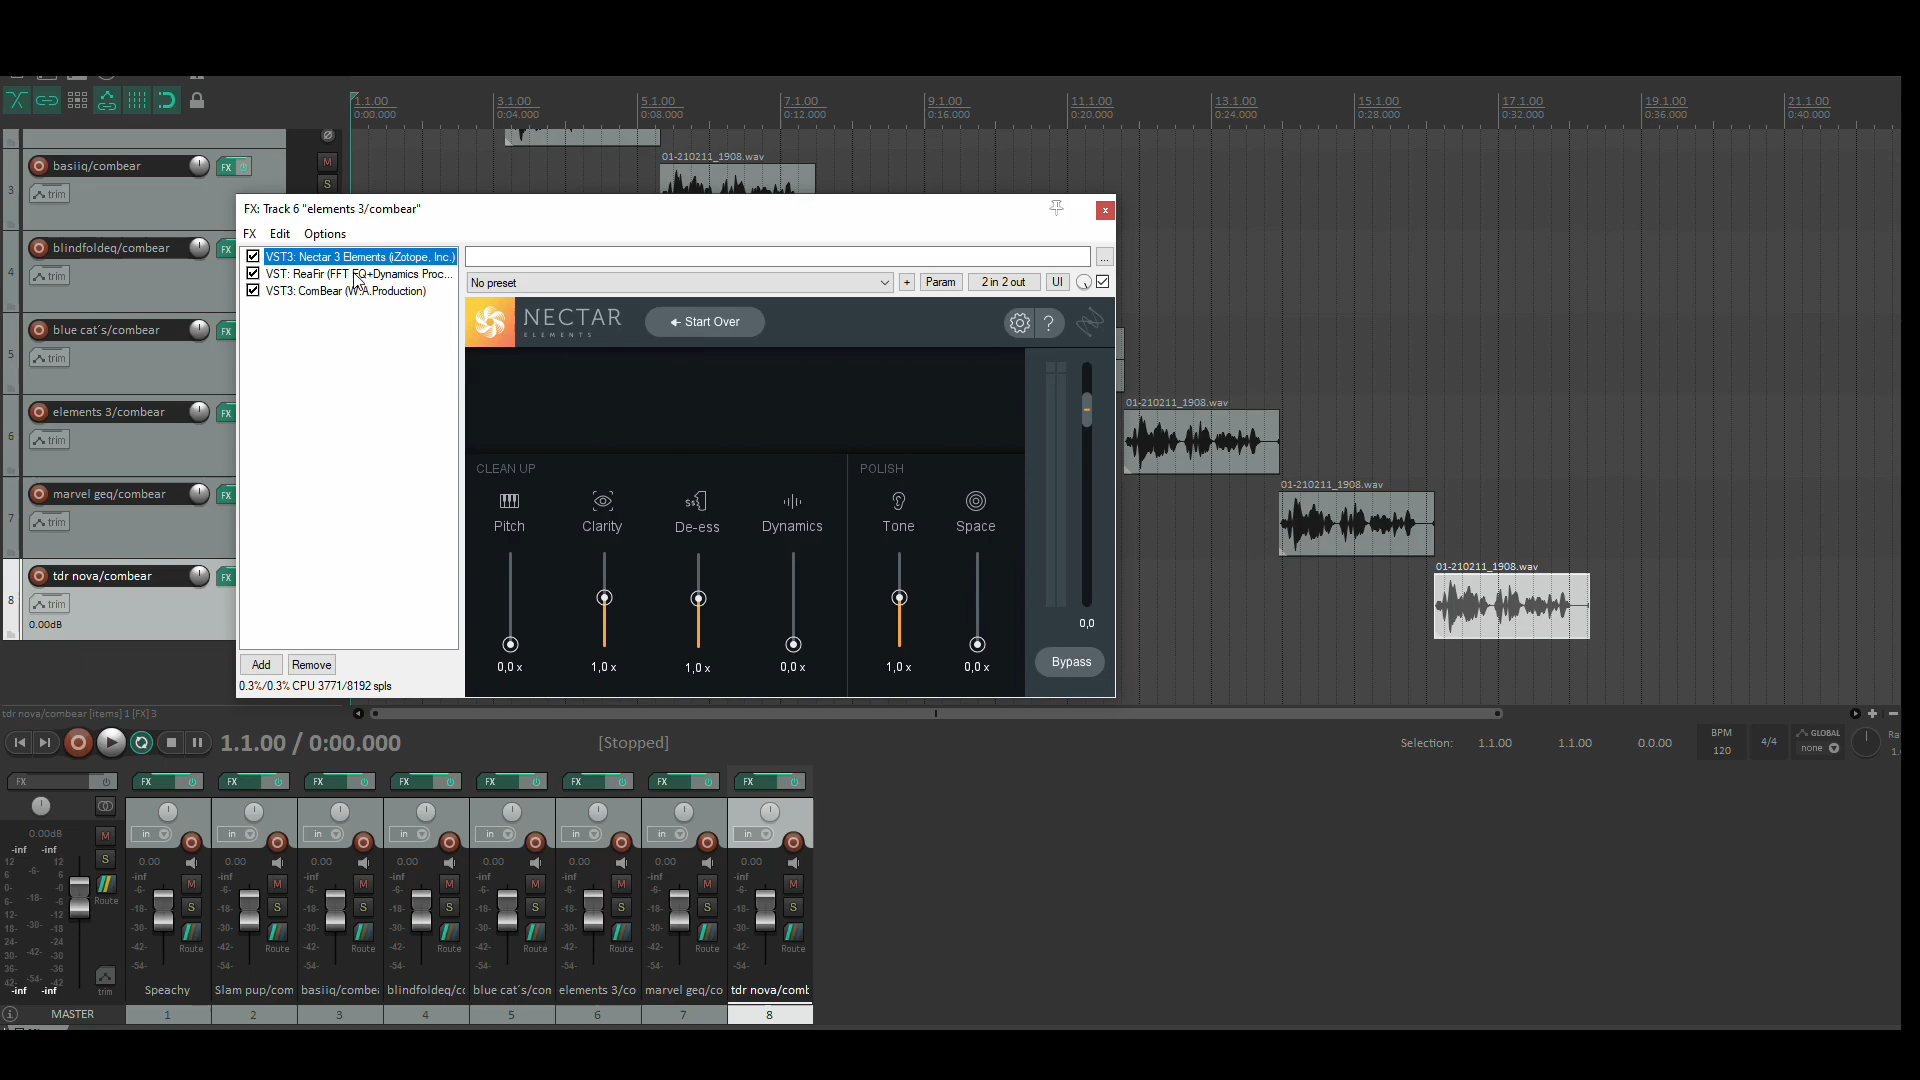 1.1.00 3.1.00 5.1.00 7.1.00 9.1.00 11.1.00 13.1.00 15.1.00 17.1.00 19.1.00 21.1.00
0:00.000 0:04.000 0:08.000 0:12.000 0:16.000 0:20.000 0:24.000 0:28.000 0:32.000 0:36.000 0:40.000
3 basiiq/combear FX M
trim S
01-210211_1908.wav
4 blindfoldeq/combear FX
trim
5 blue cat´s/combear FX
trim
6 elements 3/combear FX
trim
01-210211_1908.wav
7 marvel geq/combear FX
trim
01-210211_1908.wav
8 tdr nova/combear FX
trim
0.00dB
01-210211_1908.wav
FX: Track 6 "elements 3/combear"
x
FX Edit Options
VST3: Nectar 3 Elements (iZotope, Inc.)
VST: ReaFir (FFT EQ+Dynamics Proc...
VST3: ComBear (W.A.Production)
...
No preset + Param 2 in 2 out UI
NECTAR
ELEMENTS
Start Over
?
CLEAN UP POLISH
Pitch Clarity De-ess Dynamics Tone Space
0,0 x 1,0 x 1,0 x 0,0 x 1,0 x 0,0 x
0,0
Bypass
Add Remove
0.3%/0.3% CPU 3771/8192 spls
tdr nova/combear [items] 1 [FX] 3
1.1.00 / 0:00.000 [Stopped]
Selection: 1.1.00 1.1.00 0.0.00
BPM
120
4/4
GLOBAL
none
Ra
1.
FX FX FX FX FX FX FX FX FX
in in in in in in in in
0.00dB M
-inf -inf S
0.00 0.00 0.00 0.00 0.00 0.00 0.00 0.00
-inf -inf -inf -inf -inf -inf -inf -inf
M M M M M M M M
S S S S S S S S
Route Route Route Route Route Route Route Route Route
12 12
6 -6- 6
0- -0
6- -18- -6
12- -12
18- -30- -18
24- -24
30- -42- -30
36- -36
42- -54- -42
-inf -inf trim
-6- -6- -6- -6- -6- -6- -6- -6-
-18- -18- -18- -18- -18- -18- -18- -18-
-30- -30- -30- -30- -30- -30- -30- -30-
-42- -42- -42- -42- -42- -42- -42- -42-
-54- -54- -54- -54- -54- -54- -54- -54-
Speachy Slam pup/com basiiq/combea blindfoldeq/co blue cat´s/con elements 3/co marvel geq/co tdr nova/comb
MASTER 1 2 3 4 5 6 7 8